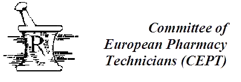 R
Committee of
European Pharmacy
Technicians (CEPT)